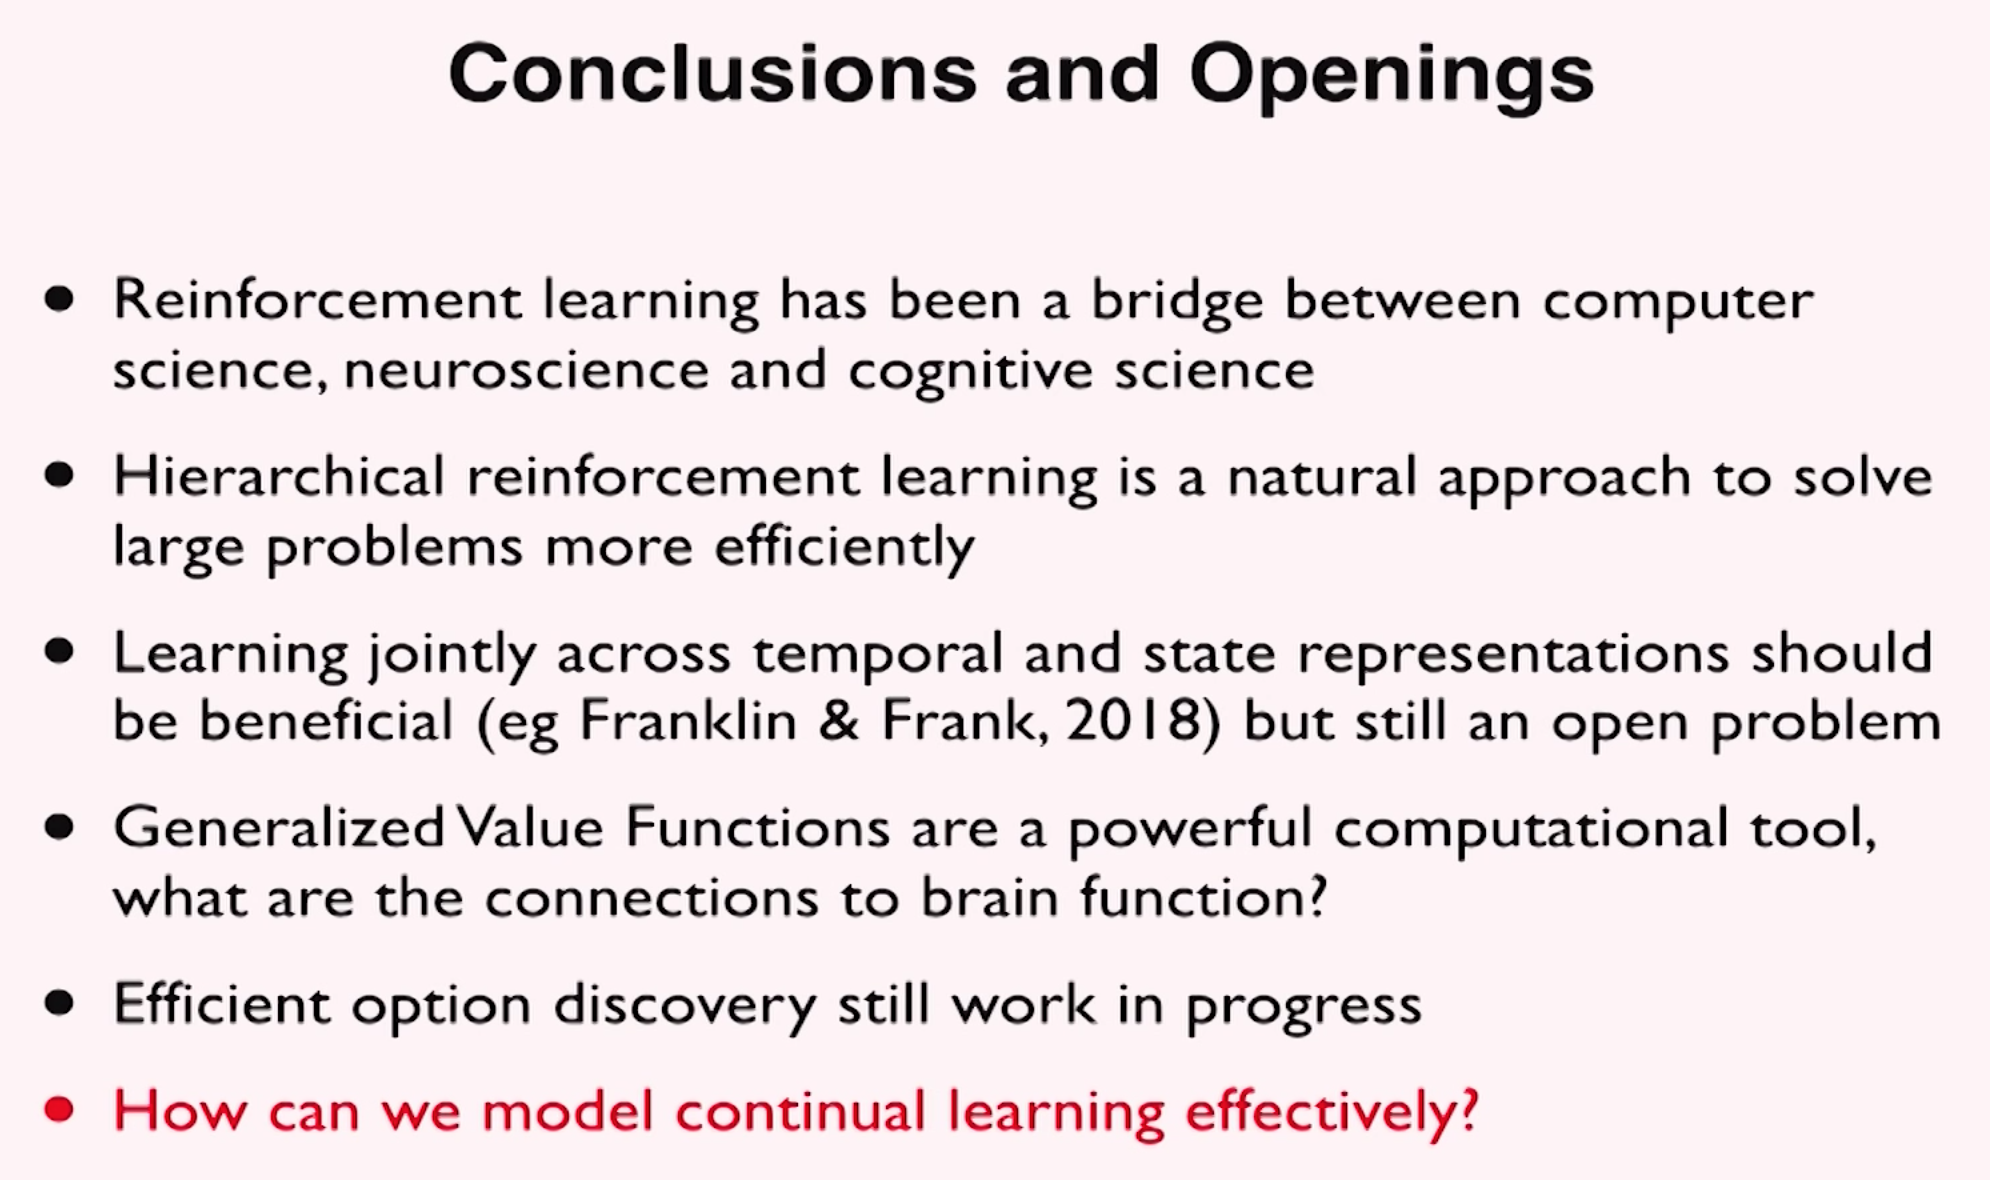 Conclusions and Openings
• Reinforcement learning has been a bridge between computer
science, neuroscience and cognitive science
• Hierarchical reinforcement learning is a natural approach to solve
large problems more efficiently
• Learning jointly across temporal and state representations should
be beneficial (eg Franklin & Frank, 2018) but still an open problem
• Generalized Value Functions are a powerful computational tool,
what are the connections to brain function?
• Efficient option discovery still work in progress
• How can we model continual learning effectively?